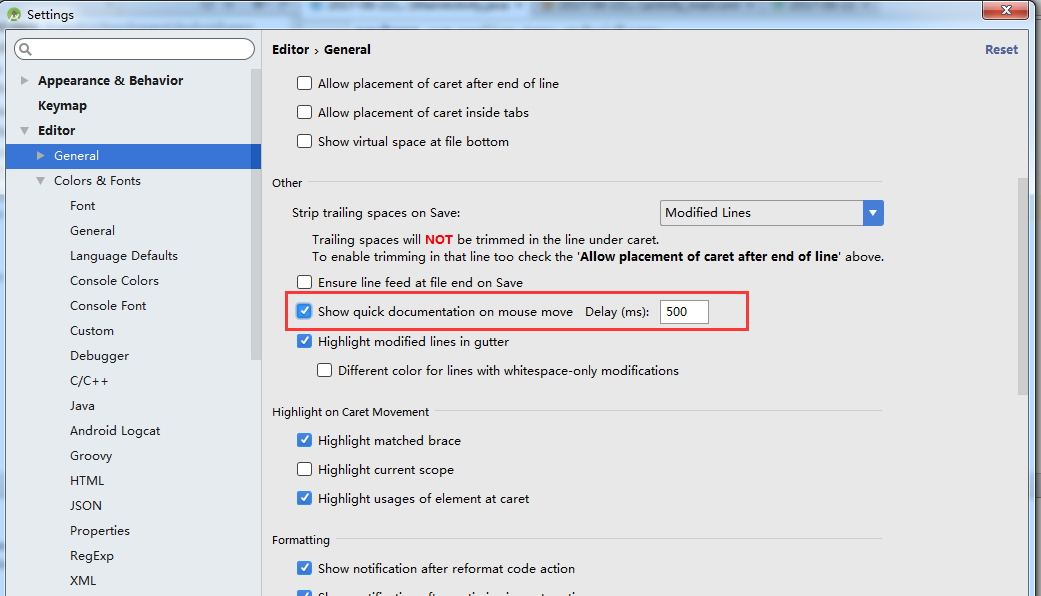 Settings
Editor › General
Reset
Appearance & Behavior
Keymap
Editor
General
Colors & Fonts
Font
General
Language Defaults
Console Colors
Console Font
Custom
Debugger
C/C++
Java
Android Logcat
Groovy
HTML
JSON
Properties
RegExp
XML
Allow placement of caret after end of line
Allow placement of caret inside tabs
Show virtual space at file bottom
Other
Strip trailing spaces on Save: Modified Lines
Trailing spaces will NOT be trimmed in the line under caret.
To enable trimming in that line too check the 'Allow placement of caret after end of line' above.
Ensure line feed at file end on Save
Show quick documentation on mouse move Delay (ms): 500
Highlight modified lines in gutter
Different color for lines with whitespace-only modifications
Highlight on Caret Movement
Highlight matched brace
Highlight current scope
Highlight usages of element at caret
Formatting
Show notification after reformat code action